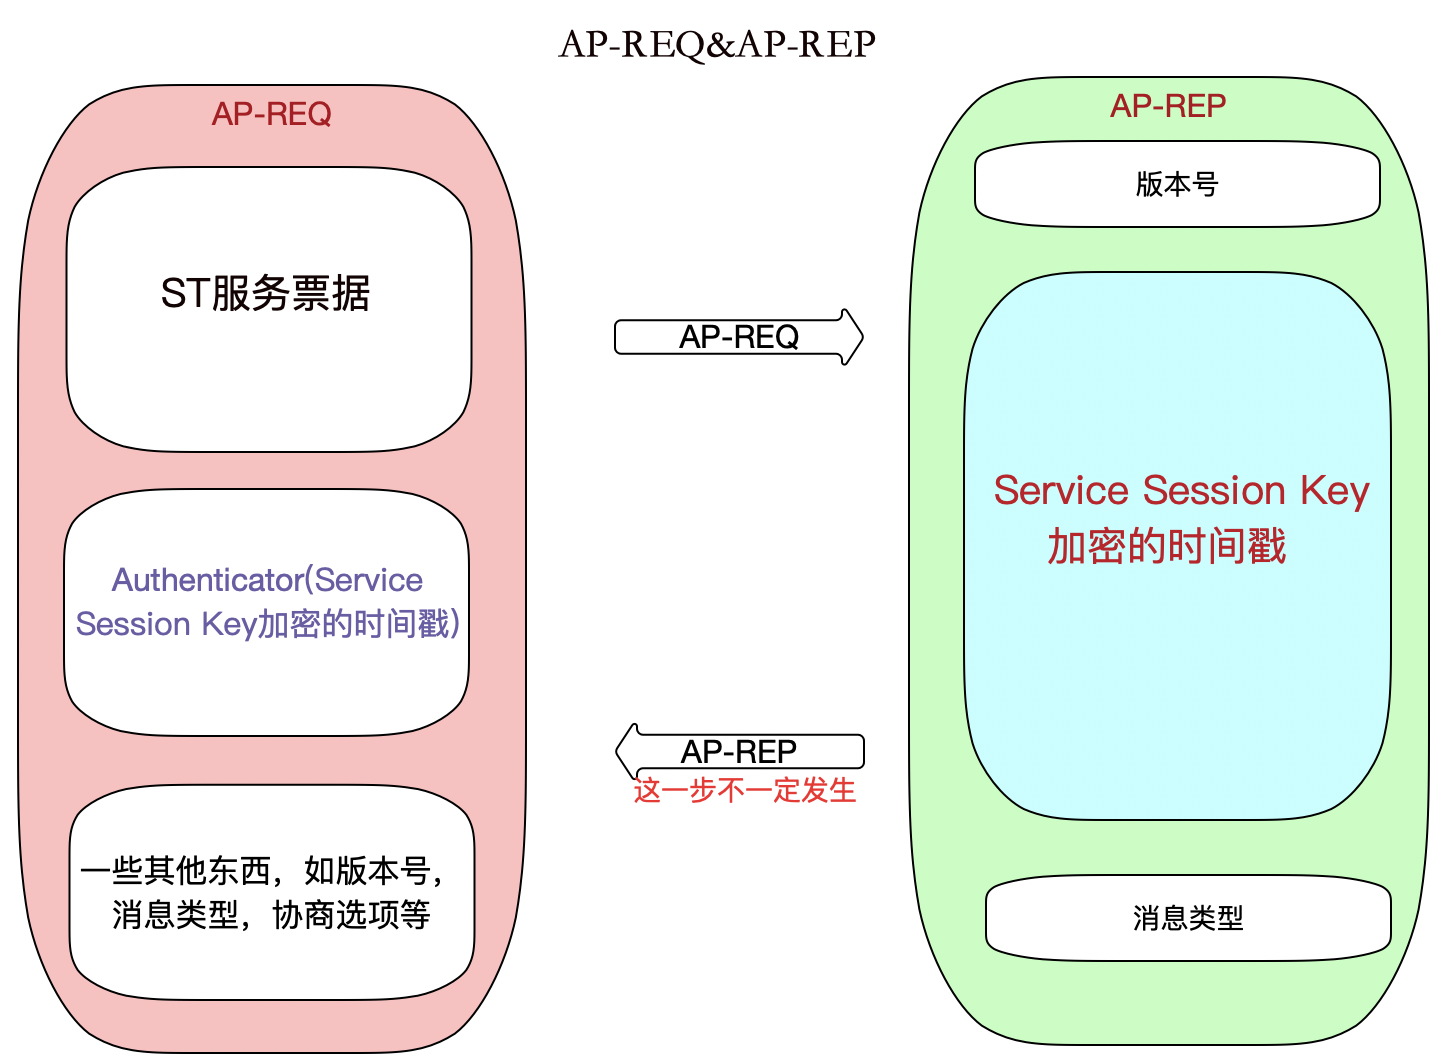 AP-REQ&AP-REP
AP-REQ
ST服务票据
Authenticator(Service
Session Key加密的时间戳)
一些其他东西，如版本号，
消息类型，协商选项等
AP-REQ
AP-REP
这一步不一定发生
AP-REP
版本号
Service Session Key
加密的时间戳
消息类型